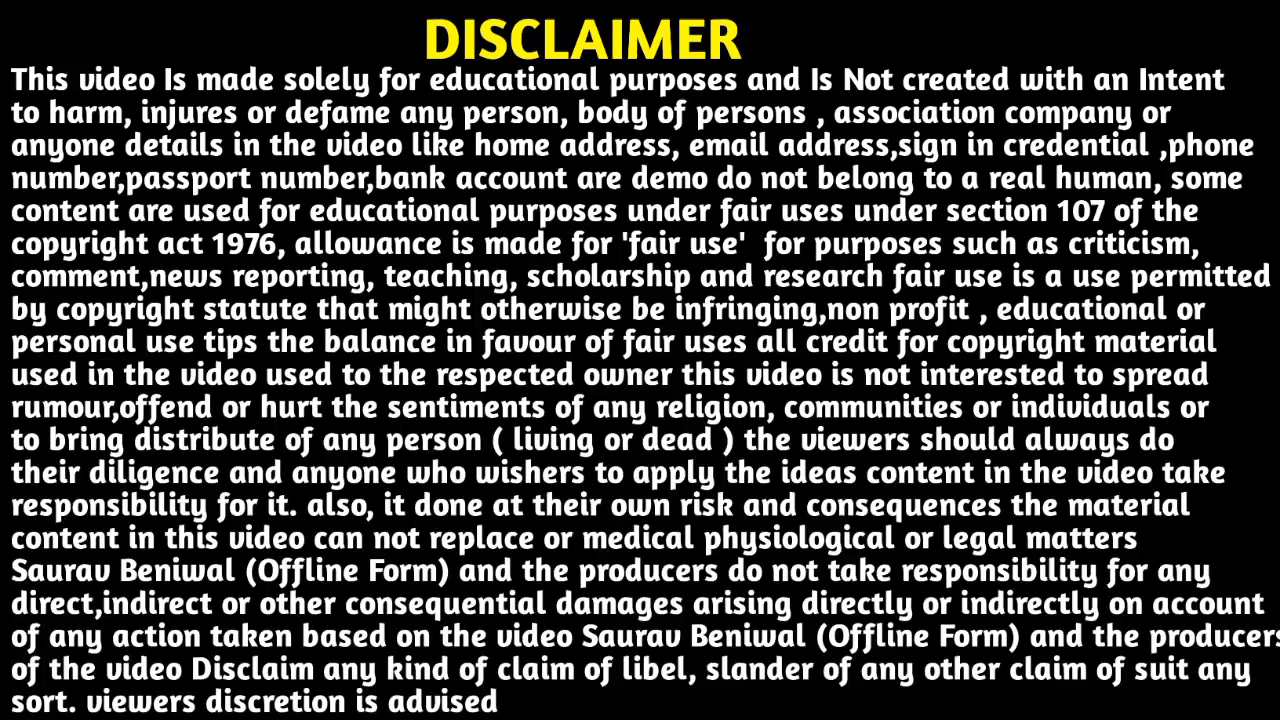 DISCLAIMER
This video Is made solely for educational purposes and Is Not created with an Intent
to harm, injures or defame any person, body of persons , association company or
anyone details in the video like home address, email address,sign in credential ,phone
number,passport number,bank account are demo do not belong to a real human, some
content are used for educational purposes under fair uses under section 107 of the
copyright act 1976, allowance is made for 'fair use'  for purposes such as criticism,
comment,news reporting, teaching, scholarship and research fair use is a use permitted
by copyright statute that might otherwise be infringing,non profit , educational or
personal use tips the balance in favour of fair uses all credit for copyright material
used in the video used to the respected owner this video is not interested to spread
rumour,offend or hurt the sentiments of any religion, communities or individuals or
to bring distribute of any person ( living or dead ) the viewers should always do
their diligence and anyone who wishers to apply the ideas content in the video take
responsibility for it. also, it done at their own risk and consequences the material
content in this video can not replace or medical physiological or legal matters
Saurav Beniwal (Offline Form) and the producers do not take responsibility for any
direct,indirect or other consequential damages arising directly or indirectly on account
of any action taken based on the video Saurav Beniwal (Offline Form) and the producers
of the video Disclaim any kind of claim of libel, slander of any other claim of suit any
sort. viewers discretion is advised